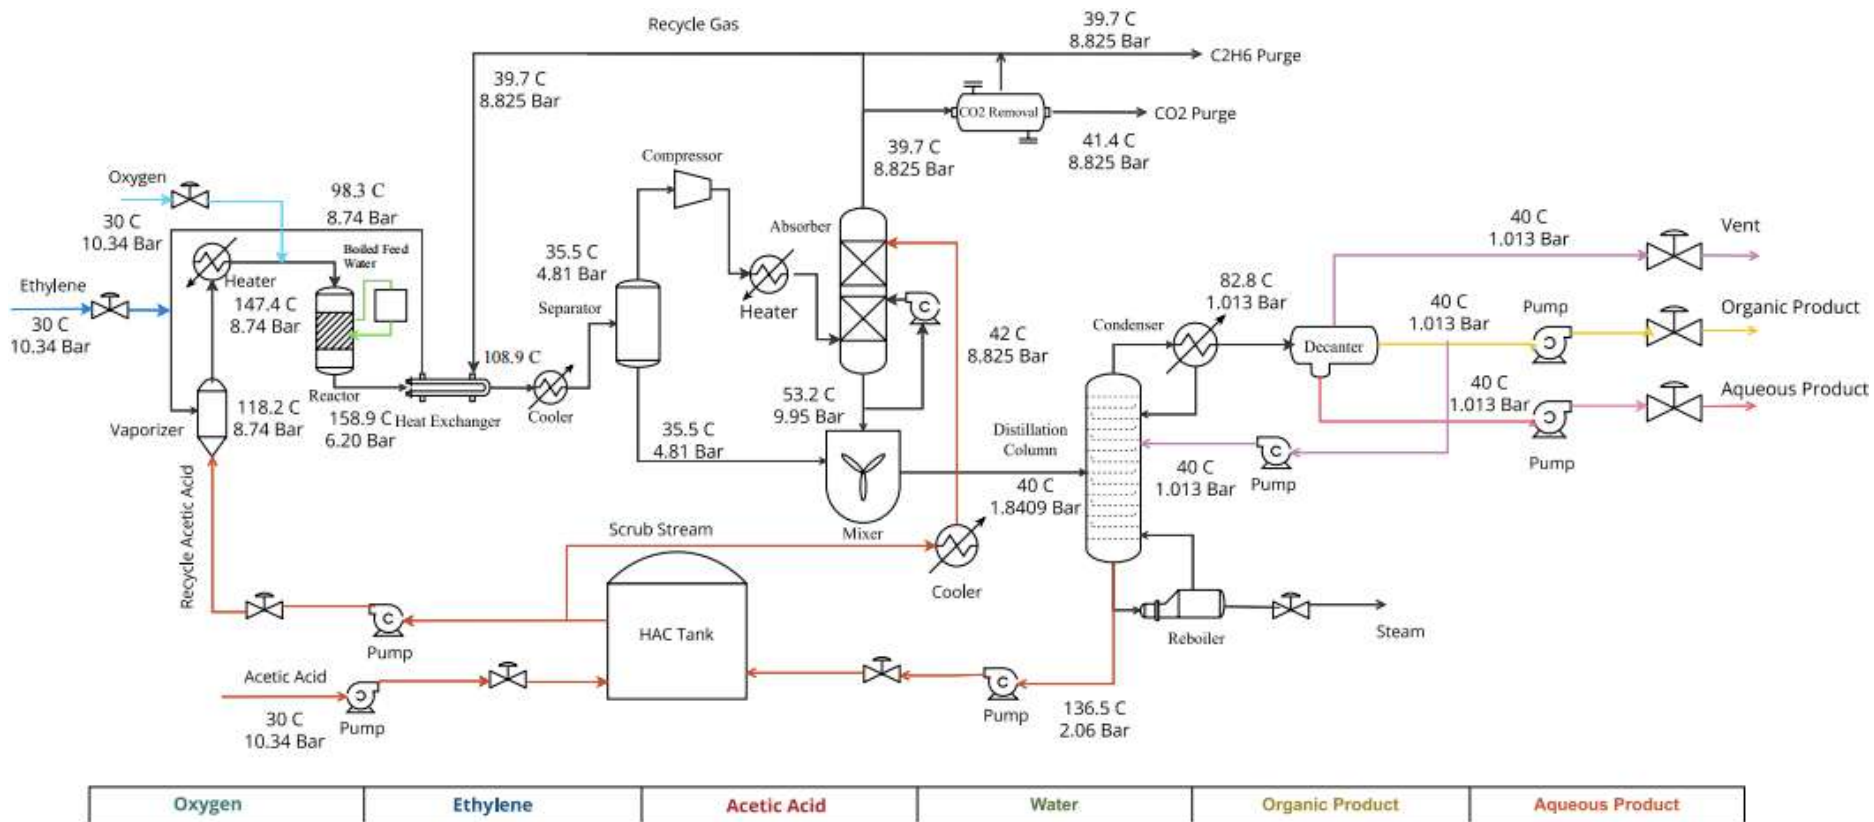 Recycle Gas
39.7 C
8.825 Bar
C2H6 Purge
39.7 C
8.825 Bar
CO2 Removal
CO2 Purge
41.4 C
8.825 Bar
39.7 C
8.825 Bar
Compressor
Oxygen
30 C
10.34 Bar
98.3 C
8.74 Bar
Boiled Feed
Water
Heater
147.4 C
8.74 Bar
Ethylene
30 C
10.34 Bar
Reactor
158.9 C
6.20 Bar
Heat Exchanger
108.9 C
Cooler
Vaporizer
118.2 C
8.74 Bar
Separator
35.5 C
4.81 Bar
35.5 C
4.81 Bar
Heater
Absorber
C
42 C
8.825 Bar
53.2 C
9.95 Bar
Mixer
Distillation
Column
40 C
1.8409 Bar
Condenser
82.8 C
1.013 Bar
Decanter
40 C
1.013 Bar
Vent
40 C
1.013 Bar
Pump
C
Organic Product
40 C
1.013 Bar
C
Pump
Aqueous Product
40 C
1.013 Bar
C
Pump
Recycle Acetic Acid
Scrub Stream
Cooler
C
Pump
HAC Tank
Reboiler
Steam
Acetic Acid
30 C
10.34 Bar
C
Pump
C
Pump
136.5 C
2.06 Bar
Oxygen
Ethylene
Acetic Acid
Water
Organic Product
Aqueous Product